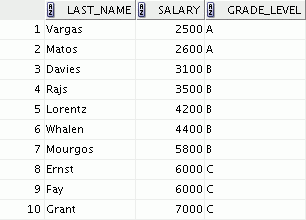 LAST_NAME SALARY GRADE_LEVEL
1 Vargas 2500 A
2 Matos 2600 A
3 Davies 3100 B
4 Rajs 3500 B
5 Lorentz 4200 B
6 Whalen 4400 B
7 Mourgos 5800 B
8 Ernst 6000 C
9 Fay 6000 C
10 Grant 7000 C